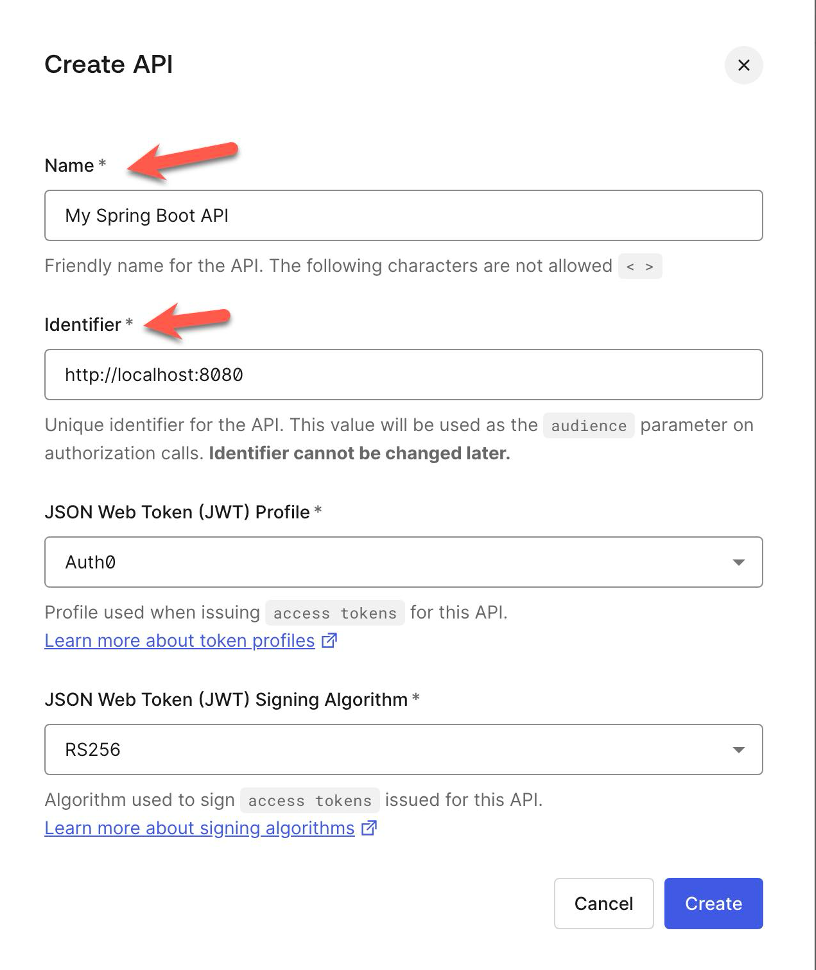 Create API
Name *
My Spring Boot API
Friendly name for the API. The following characters are not allowed < >
Identifier *
http://localhost:8080
Unique identifier for the API. This value will be used as the audience parameter on
authorization calls. Identifier cannot be changed later.
JSON Web Token (JWT) Profile *
Auth0
Profile used when issuing access tokens for this API.
Learn more about token profiles
JSON Web Token (JWT) Signing Algorithm *
RS256
Algorithm used to sign access tokens issued for this API.
Learn more about signing algorithms
Cancel Create